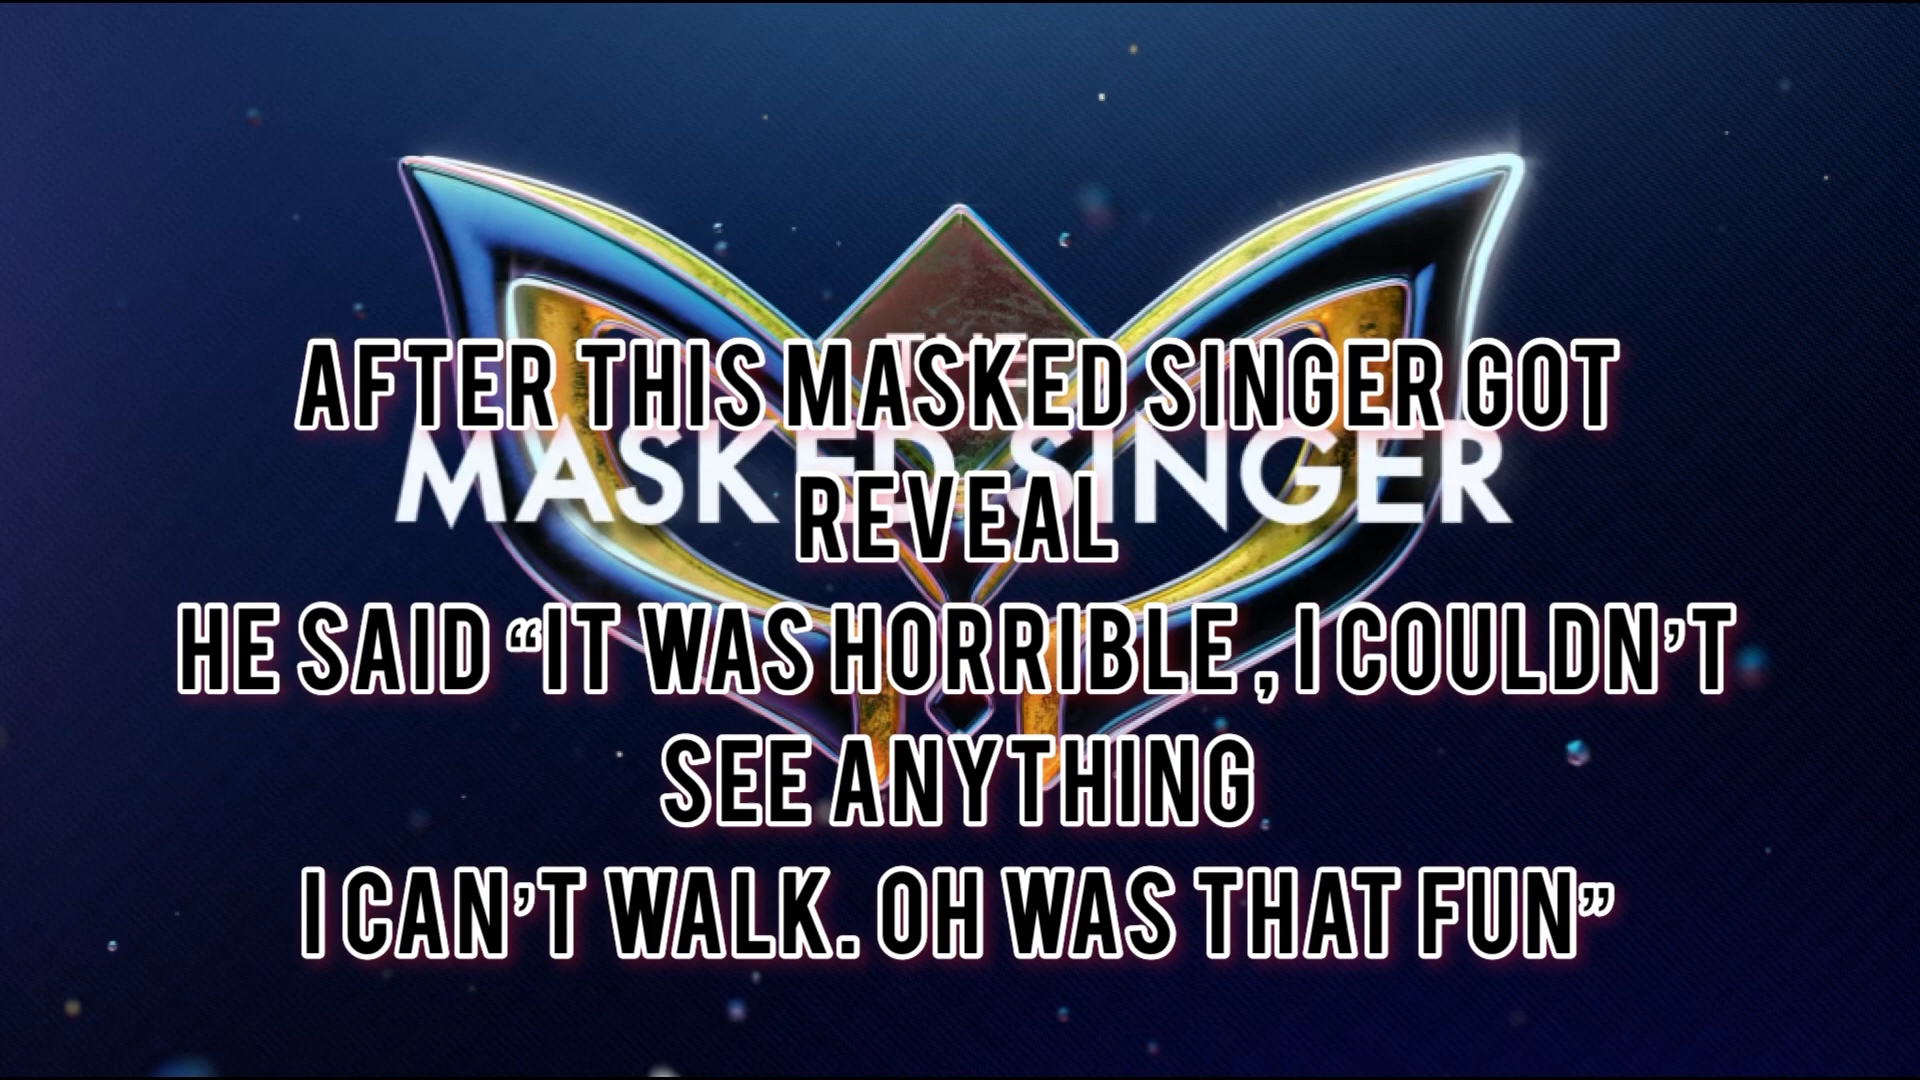 THE
AFTER THIS MASKED SINGER GOT
MASKED SINGER
REVEAL
HE SAID “IT WAS HORRIBLE , I COULDN’T
SEE ANYTHING
I CAN’T WALK. OH WAS THAT FUN”